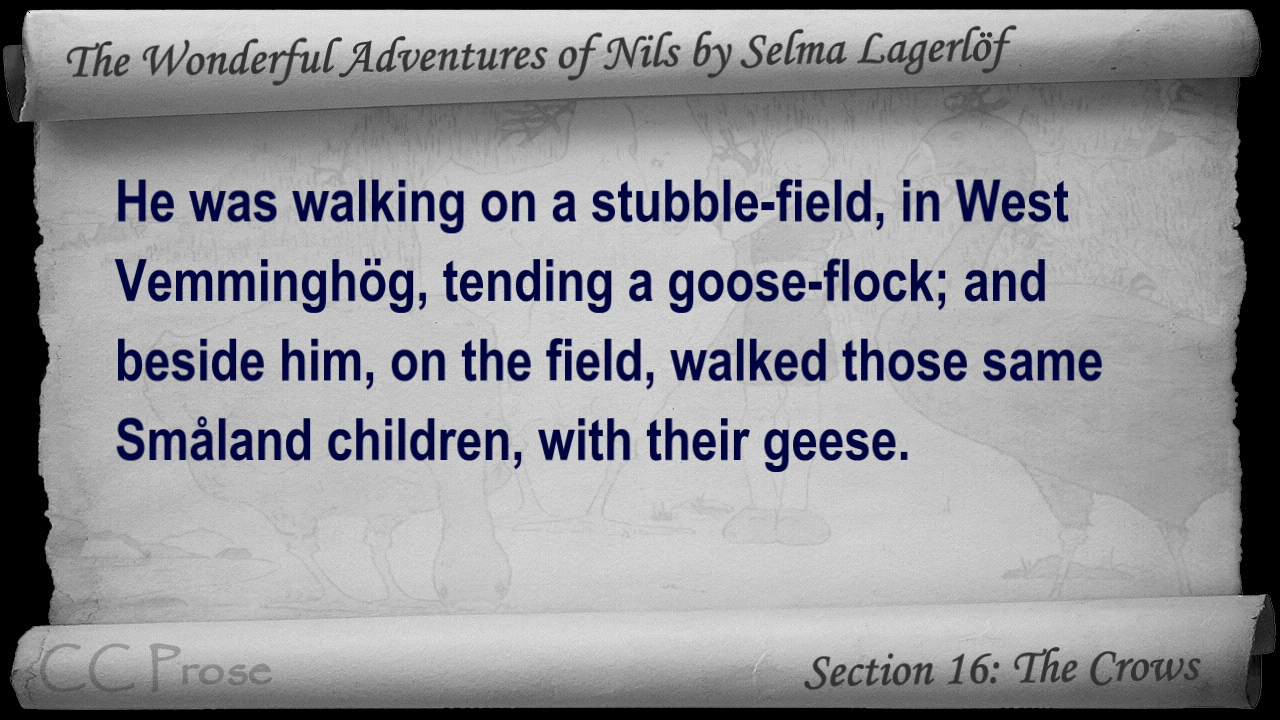 The Wonderful Adventures of Nils by Selma Lagerlöf
He was walking on a stubble-field, in West
Vemminghög, tending a goose-flock; and
beside him, on the field, walked those same
Småland children, with their geese.
CC Prose
Section 16: The Crows